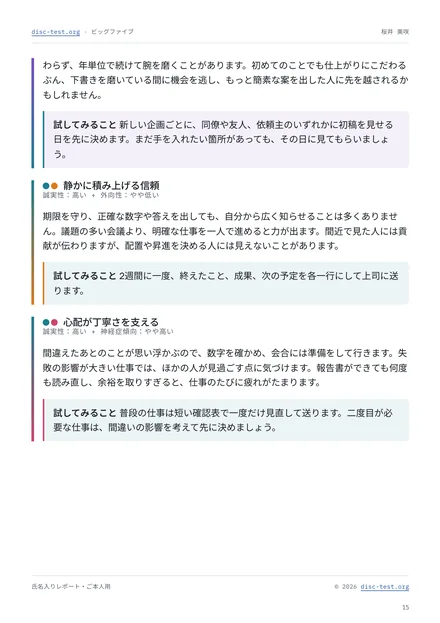 disc-test.org · ビッグファイブ
桜井 美咲
わらず、年単位で続けて腕を磨くことがあります。初めてのことでも仕上がりにこだわる
ぶん、下書きを磨いている間に機会を逃し、もっと簡素な案を出した人に先を越されるか
もしれません。
試してみること 新しい企画ごとに、同僚や友人、依頼主のいずれかに初稿を見せる
日を先に決めます。まだ手を入れたい箇所があっても、その日に見てもらいましょ
う。
静かに積み上げる信頼
誠実性：高い + 外向性：やや低い
期限を守り、正確な数字や答えを出しても、自分から広く知らせることは多くありませ
ん。議題の多い会議より、明確な仕事を一人で進めると力が出ます。間近で見た人には貢
献が伝わりますが、配置や昇進を決める人には見えないことがあります。
試してみること 2週間に一度、終えたこと、成果、次の予定を各一行にして上司に送
ります。
心配が丁寧さを支える
誠実性：高い + 神経症傾向：やや高い
間違えたあとのことが思い浮かぶので、数字を確かめ、会合には準備をして行きます。失
敗の影響が大きい仕事では、ほかの人が見過ごす点に気づけます。報告書ができても何度
も読み直し、余裕を取りすぎると、仕事のたびに疲れがたまります。
試してみること 普段の仕事は短い確認表で一度だけ見直して送ります。二度目が必
要な仕事は、間違いの影響を考えて先に決めましょう。
氏名入りレポート・ご本人用
© 2026 disc-test.org
15